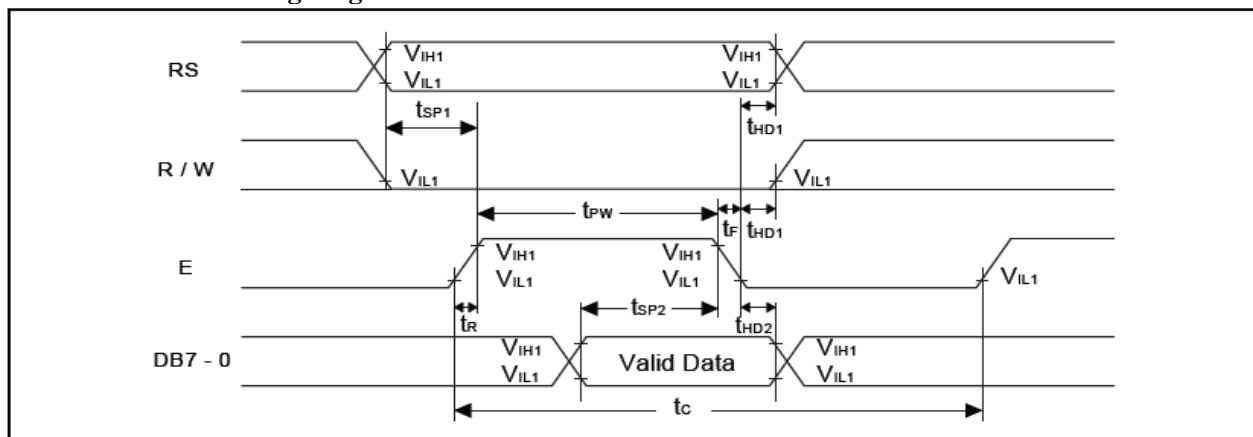 RS
VIH1 VIH1
VIL1 VIL1
tSP1 tHD1
R / W
VIL1 VIL1
tPW tF tHD1
E
VIH1 VIH1
VIL1 VIL1 VIL1
tR tSP2 tHD2
DB7 - 0
VIH1 Valid Data VIH1
VIL1 VIL1
tC